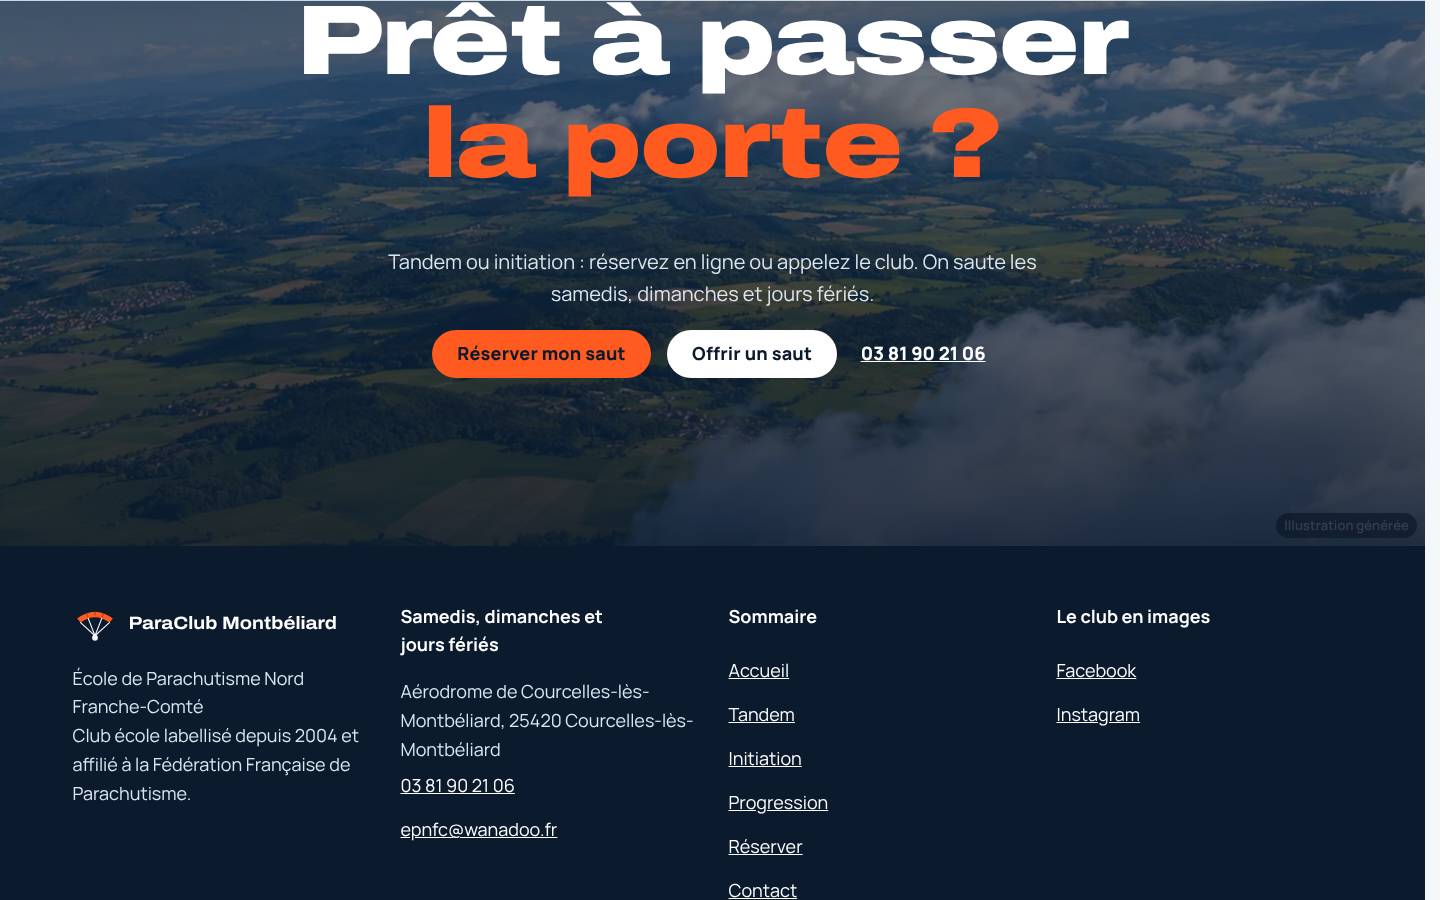 Prêt à passer
la porte ?
Tandem ou initiation : réservez en ligne ou appelez le club. On saute les
samedis, dimanches et jours fériés.
Réserver mon saut
Offrir un saut
03 81 90 21 06
Illustration générée
ParaClub Montbéliard
École de Parachutisme Nord
Franche-Comté
Club école labellisé depuis 2004 et
affilié à la Fédération Française de
Parachutisme.
Samedis, dimanches et
jours fériés
Aérodrome de Courcelles-lès-
Montbéliard, 25420 Courcelles-lès-
Montbéliard
03 81 90 21 06
epnfc@wanadoo.fr
Sommaire
Accueil
Tandem
Initiation
Progression
Réserver
Contact
Le club en images
Facebook
Instagram